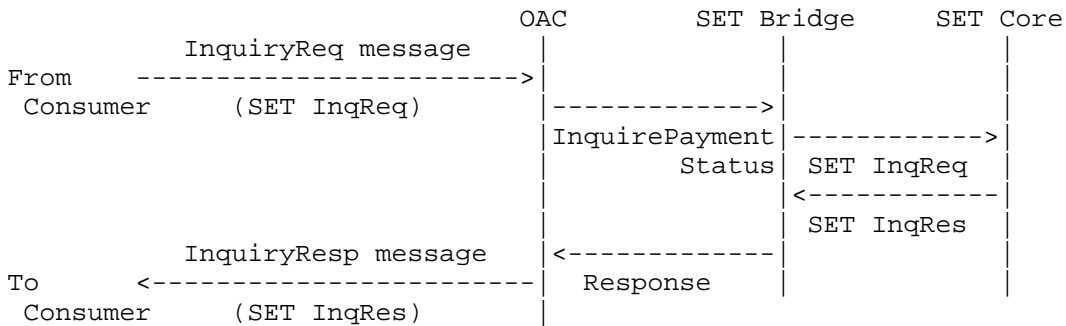 OAC SET Bridge SET Core
InquiryReq message
From
Consumer (SET InqReq)
InquirePayment
Status SET InqReq
SET InqRes
InquiryResp message
To Response
Consumer (SET InqRes)